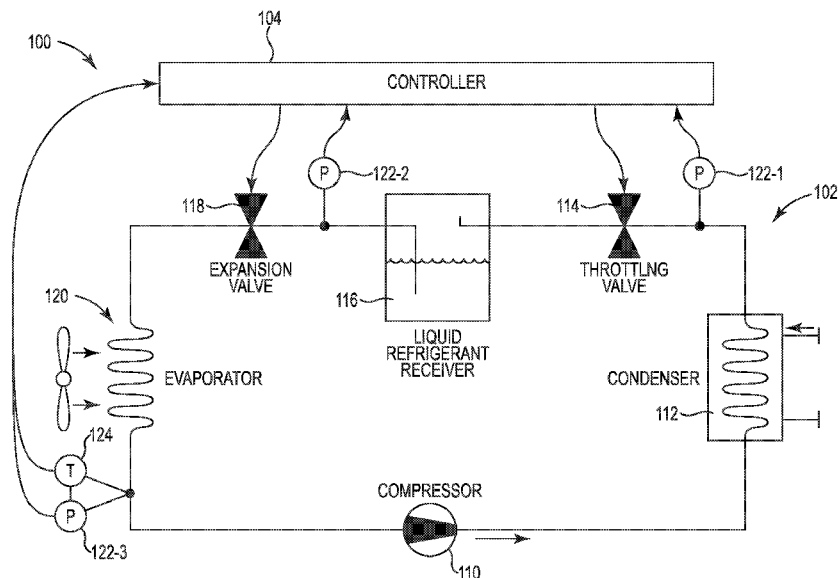 104
100
CONTROLLER
P
122-2
P
122-1
102
118
114
EXPANSION
VALVE
THROTTLNG
VALVE
116
LIQUID
REFRIGERANT
RECEIVER
120
EVAPORATOR
CONDENSER
112
124
T
P
122-3
COMPRESSOR
110